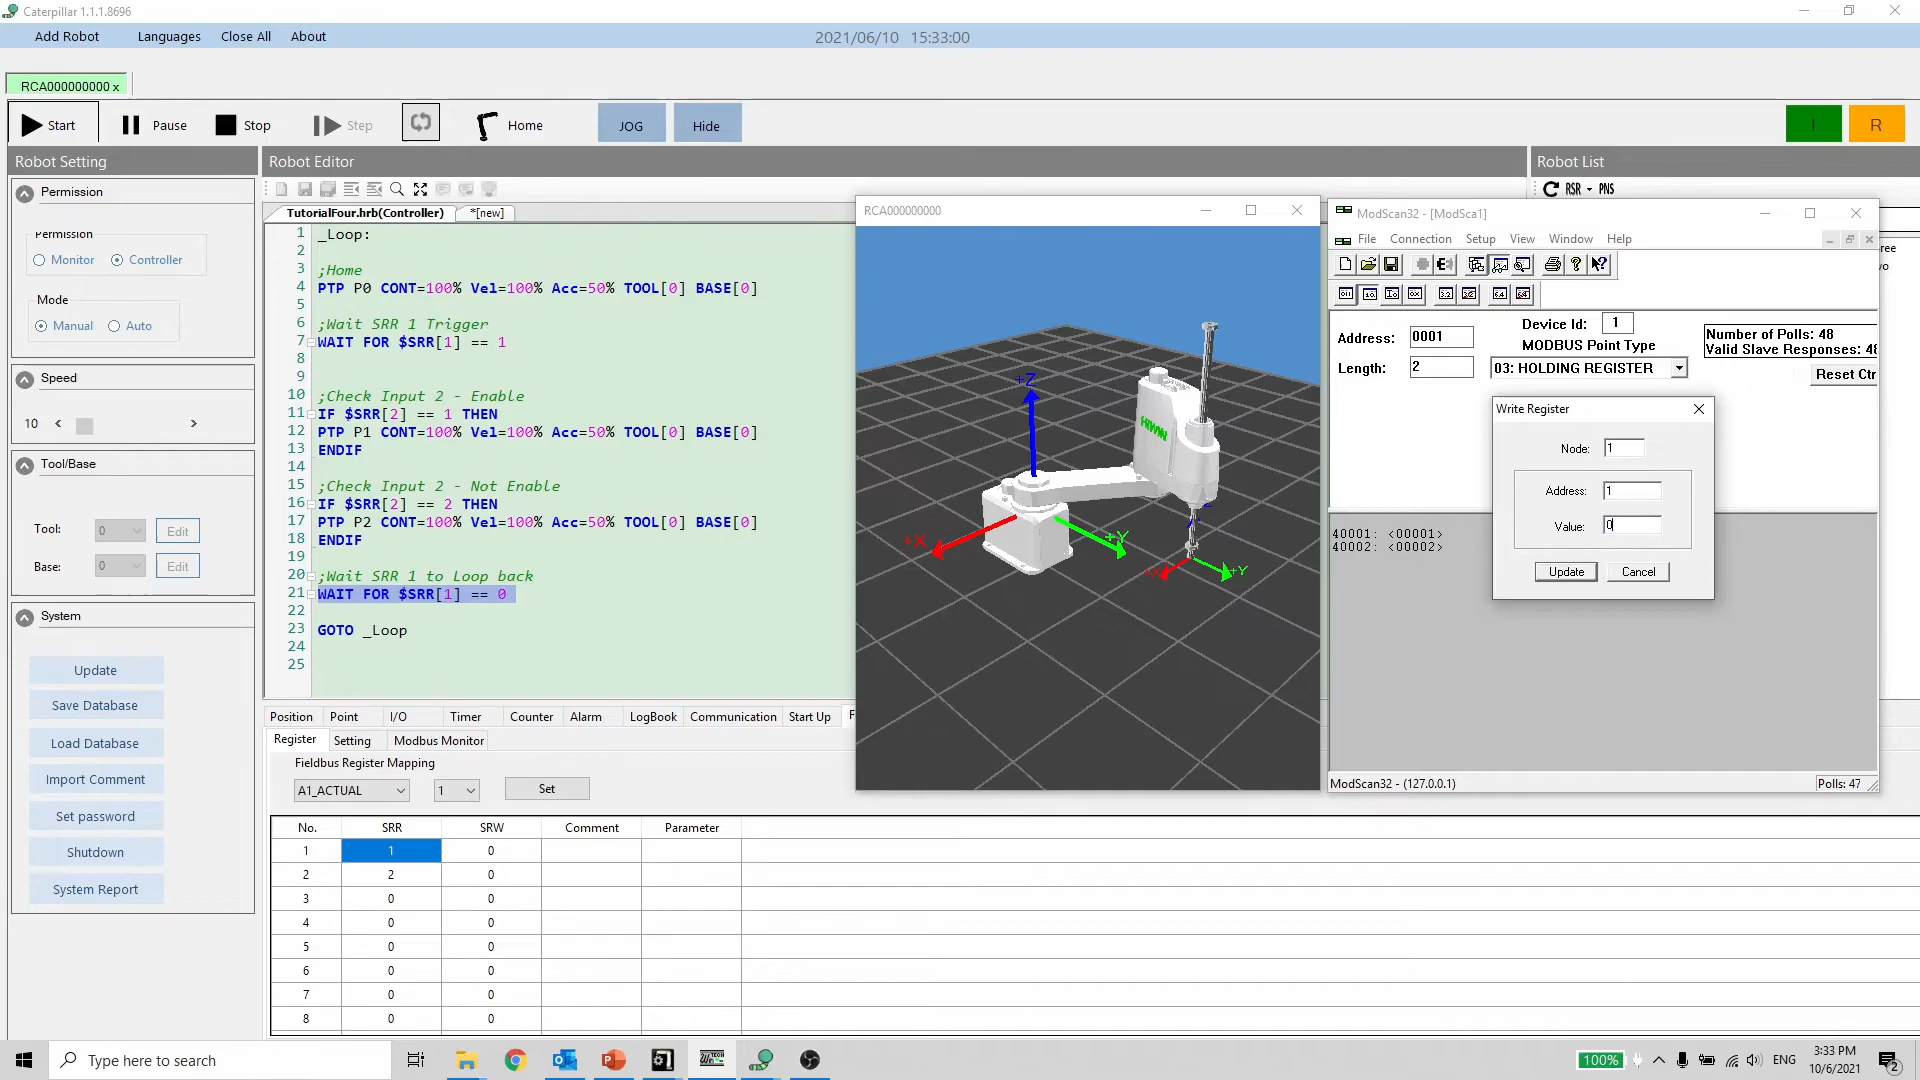 Caterpillar 1.1.1.8696
Add Robot Languages Close All About 2021/06/10 15:33:00
RCA000000000 x
Start Pause Stop Step Home JOG Hide I R
Robot Setting Robot Editor Robot List
RSR PNS
Permission
Permission
Monitor Controller
Mode
Manual Auto
Speed
10 < >
Tool/Base
Tool: 0 Edit
Base: 0 Edit
System
Update
Save Database
Load Database
Import Comment
Set password
Shutdown
System Report
TutorialFour.hrb(Controller) *[new]
1 _Loop:
2
3 ;Home
4 PTP P0 CONT=100% Vel=100% Acc=50% TOOL[0] BASE[0]
5
6 ;Wait SRR 1 Trigger
7 WAIT FOR $SRR[1] == 1
8
9
10 ;Check Input 2 - Enable
11 IF $SRR[2] == 1 THEN
12 PTP P1 CONT=100% Vel=100% Acc=50% TOOL[0] BASE[0]
13 ENDIF
14
15 ;Check Input 2 - Not Enable
16 IF $SRR[2] == 2 THEN
17 PTP P2 CONT=100% Vel=100% Acc=50% TOOL[0] BASE[0]
18 ENDIF
19
20 ;Wait SRR 1 to Loop back
21 WAIT FOR $SRR[1] == 0
22
23 GOTO _Loop
24
25
RCA000000000
+Z
HIWIN
+X +Y
+Y
ModScan32 - [ModSca1]
File Connection Setup View Window Help
Address: 0001
Length: 2
Device Id: 1
MODBUS Point Type
03: HOLDING REGISTER
Number of Polls: 48
Valid Slave Responses: 48
Reset Ctr
Write Register
Node: 1
Address: 1
Value: 0
Update Cancel
40001: <00001>
40002: <00002>
ModScan32 - (127.0.0.1) Polls: 47
Position Point I/O Timer Counter Alarm LogBook Communication Start Up F
Register Setting Modbus Monitor
Fieldbus Register Mapping
A1_ACTUAL 1 Set
No. SRR SRW Comment Parameter
1 1 0
2 2 0
3 0 0
4 0 0
5 0 0
6 0 0
7 0 0
8 0 0
Type here to search
100% ENG 3:33 PM
10/6/2021
2